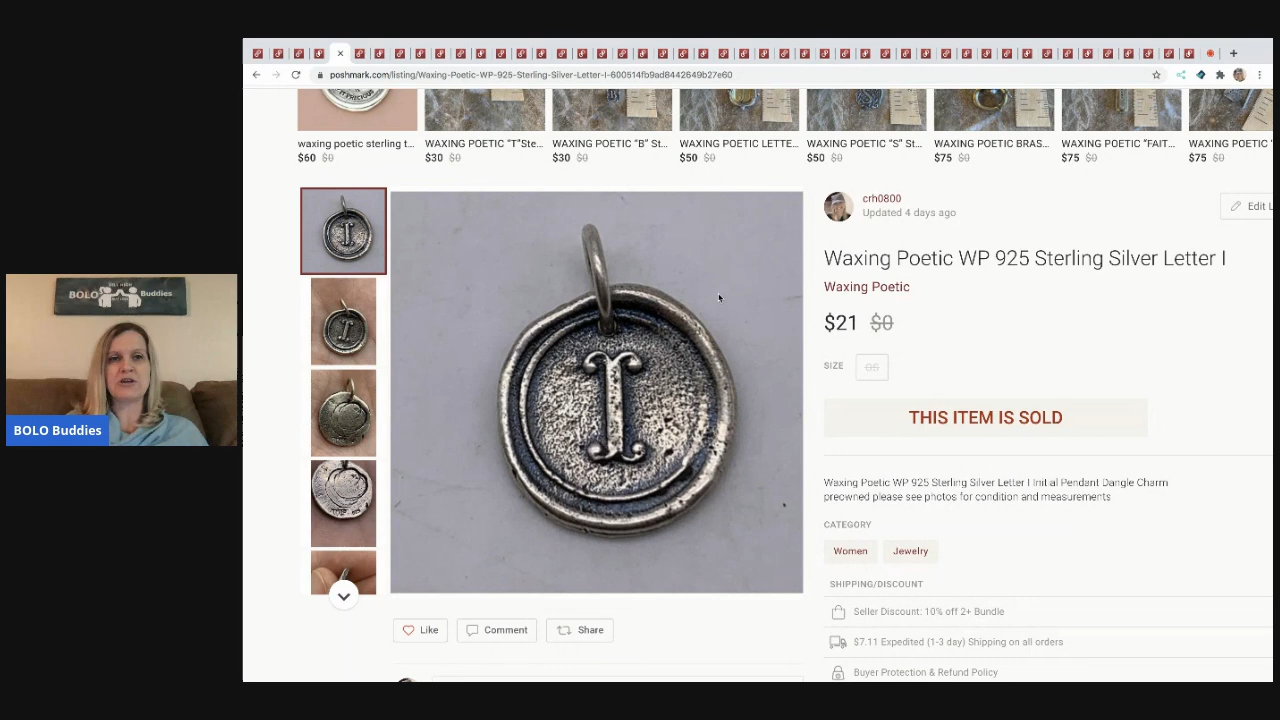 poshmark.com/listing/Waxing-Poetic-WP-925-Sterling-Silver-Letter-I-600514fb9ad8442649b27e60
waxing poetic sterling t...
$60 $0
WAXING POETIC "T"Ste...
$30 $0
WAXING POETIC "B" St...
$30 $0
WAXING POETIC LETTE...
$50 $0
WAXING POETIC "S" St...
$50 $0
WAXING POETIC BRAS...
$75 $0
WAXING POETIC "FAIT...
$75 $0
WAXING POETIC
$75 $0
I
crh0800
Updated 4 days ago
Edit L
Waxing Poetic WP 925 Sterling Silver Letter I
Waxing Poetic
$21 $0
SIZE OS
THIS ITEM IS SOLD
Waxing Poetic WP 925 Sterling Silver Letter I Init al Pendant Dangle Charm
preowned please see photos for condition and measurements
CATEGORY
Women Jewelry
SHIPPING/DISCOUNT
Seller Discount: 10% off 2+ Bundle
$7.11 Expedited (1-3 day) Shipping on all orders
Buyer Protection & Refund Policy
Like Comment Share
BOLO Buddies
BOLO Buddies